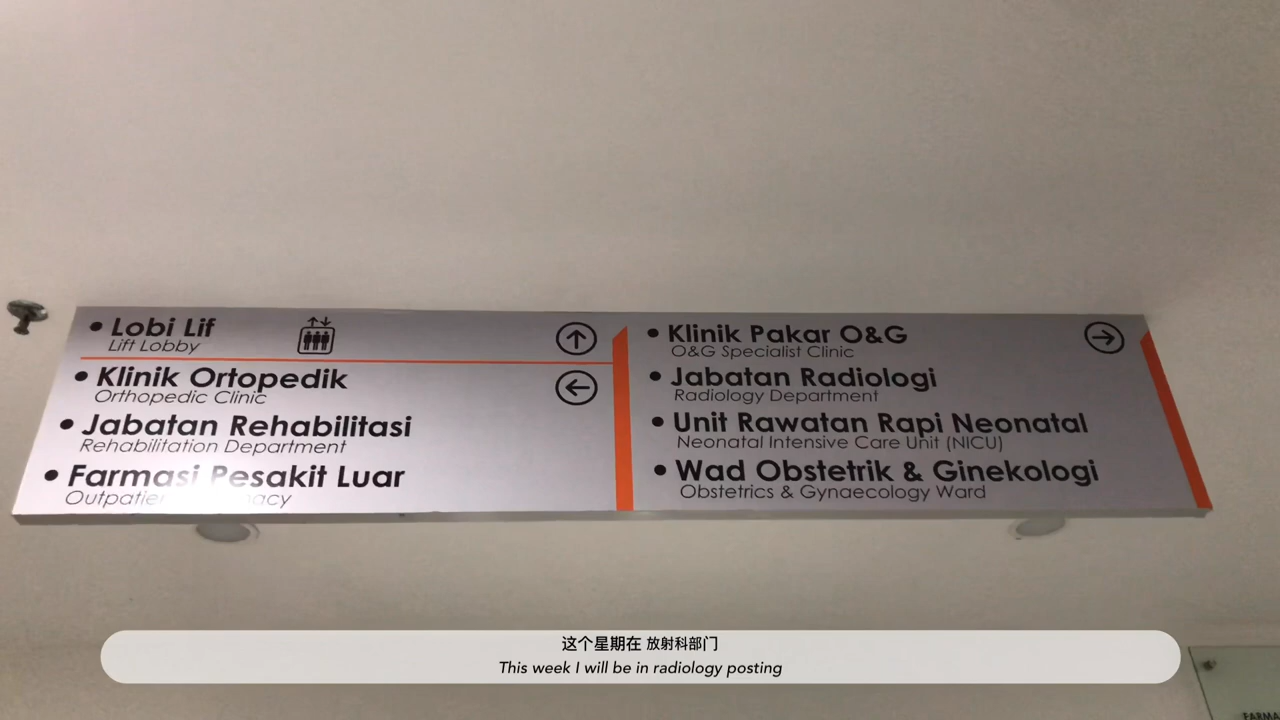 • Lobi Lif
Lift Lobby
• Klinik Ortopedik
Orthopedic Clinic
• Jabatan Rehabilitasi
Rehabilitation Department
• Farmasi Pesakit Luar
• Klinik Pakar O&G
O&G Specialist Clinic
• Jabatan Radiologi
Radiology Department
• Unit Rawatan Rapi Neonatal
Neonatal Intensive Care Unit (NICU)
• Wad Obstetrik & Ginekologi
Obstetrics & Gynaecology Ward
这个星期在 放射科部门
This week I will be in radiology posting